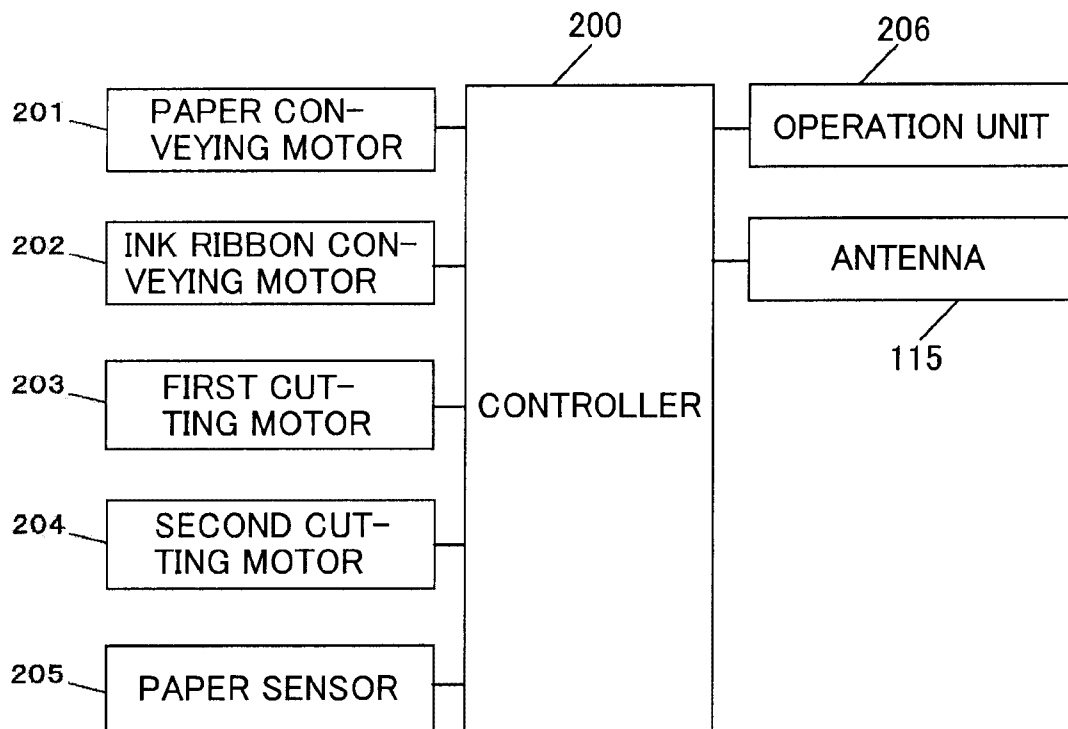 200
206
201
PAPER CON-
VEYING MOTOR
OPERATION UNIT
202
INK RIBBON CON-
VEYING MOTOR
ANTENNA
115
203
FIRST CUT-
TING MOTOR
CONTROLLER
204
SECOND CUT-
TING MOTOR
205
PAPER SENSOR